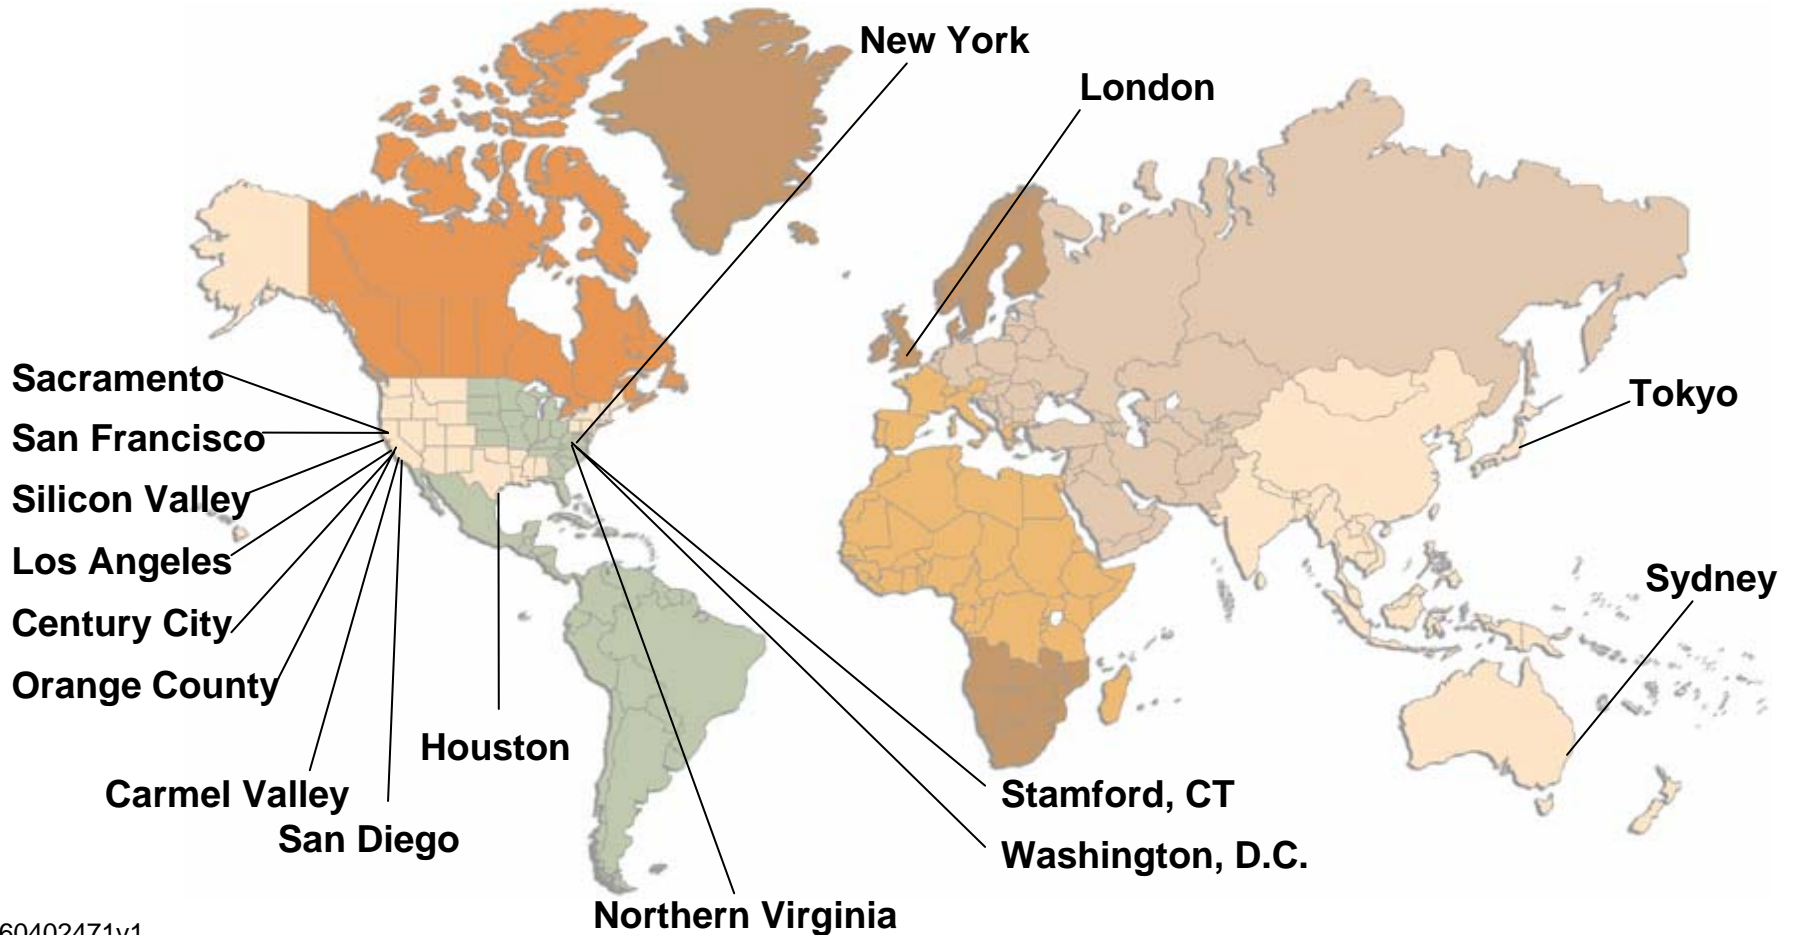 New York
London
Sacramento
Tokyo
San Francisco
Silicon Valley
Los Angeles
Sydney
Century City
Orange County
Houston
Carmel Valley
Stamford, CT
San Diego
Washington, D.C.
Northern Virginia
60402471v1